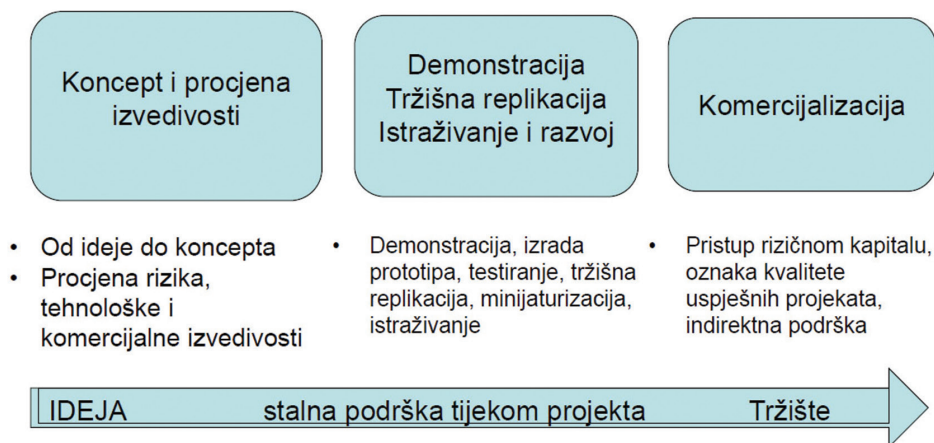 Koncept i procjena
izvedivosti
Demonstracija
Tržišna replikacija
Istraživanje i razvoj
Komercijalizacija
• Od ideje do koncepta
• Procjena rizika,
tehnološke i
komercijalne izvedivosti
• Demonstracija, izrada
prototipa, testiranje, tržišna
replikacija, minijaturizacija,
istraživanje
• Pristup rizičnom kapitalu,
oznaka kvalitete
uspješnih projekata,
indirektna podrška
IDEJA stalna podrška tijekom projekta Tržište